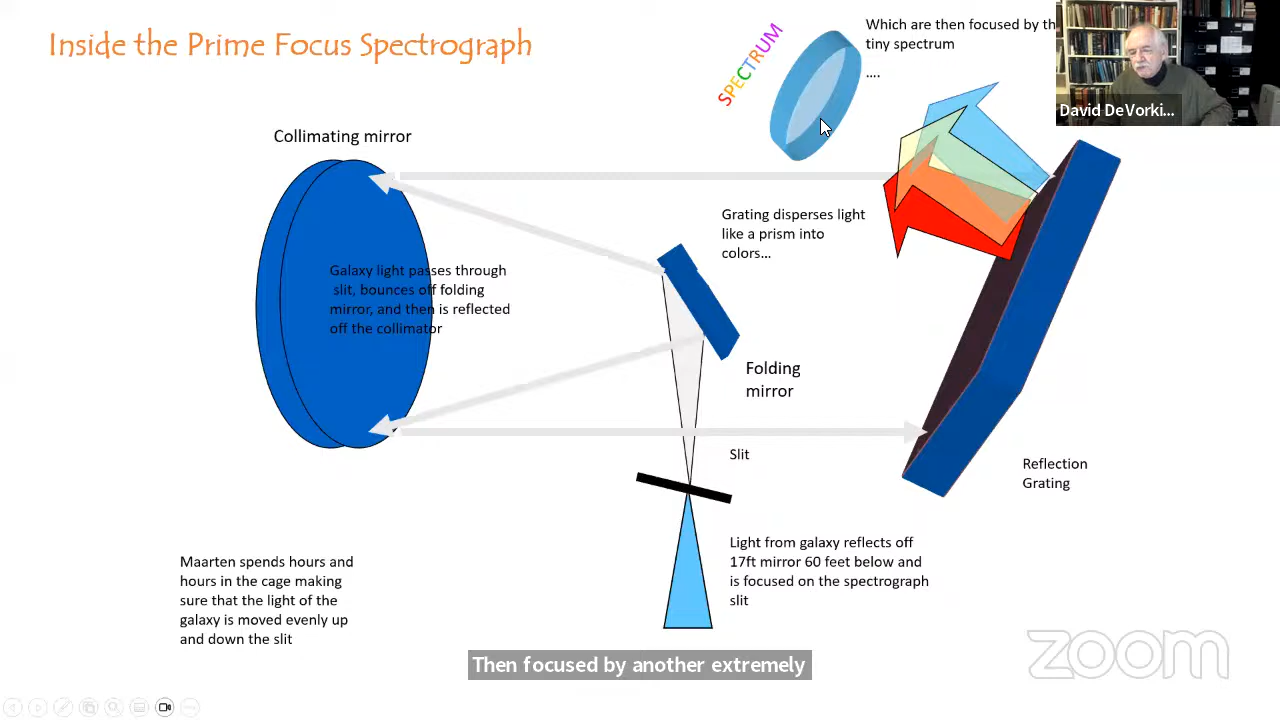 Inside the Prime Focus Spectrograph
SPECTRUM
Which are then focused by th
tiny spectrum
....
David DeVorki...
Collimating mirror
Grating disperses light
like a prism into
colors...
Galaxy light passes through
slit, bounces off folding
mirror, and then is reflected
off the collimator
Folding
mirror
Slit
Reflection
Grating
Light from galaxy reflects off
17ft mirror 60 feet below and
is focused on the spectrograph
slit
Maarten spends hours and
hours in the cage making
sure that the light of the
galaxy is moved evenly up
and down the slit
Then focused by another extremely
zoom